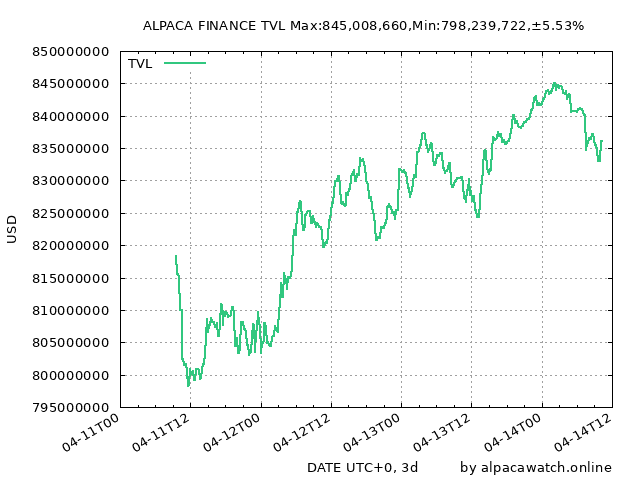 ALPACA FINANCE TVL Max:845,008,660,Min:798,239,722,±5.53%
850000000
TVL
845000000
840000000
835000000
830000000
825000000
USD
820000000
815000000
810000000
805000000
800000000
795000000
04-11T00
04-11T12
04-12T00
04-12T12
04-13T00
04-13T12
04-14T00
04-14T12
DATE UTC+0, 3d
by alpacawatch.online